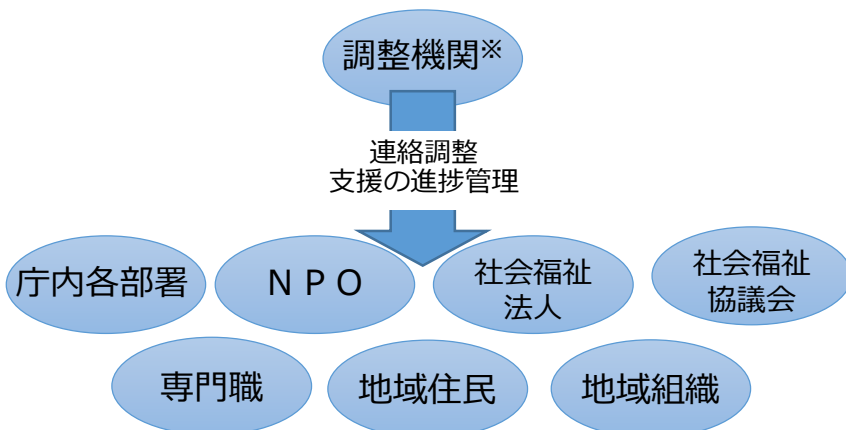 調整機関※
連絡調整
支援の進捗管理
庁内各部署
ＮＰＯ
社会福祉
法人
社会福祉
協議会
専門職
地域住民
地域組織